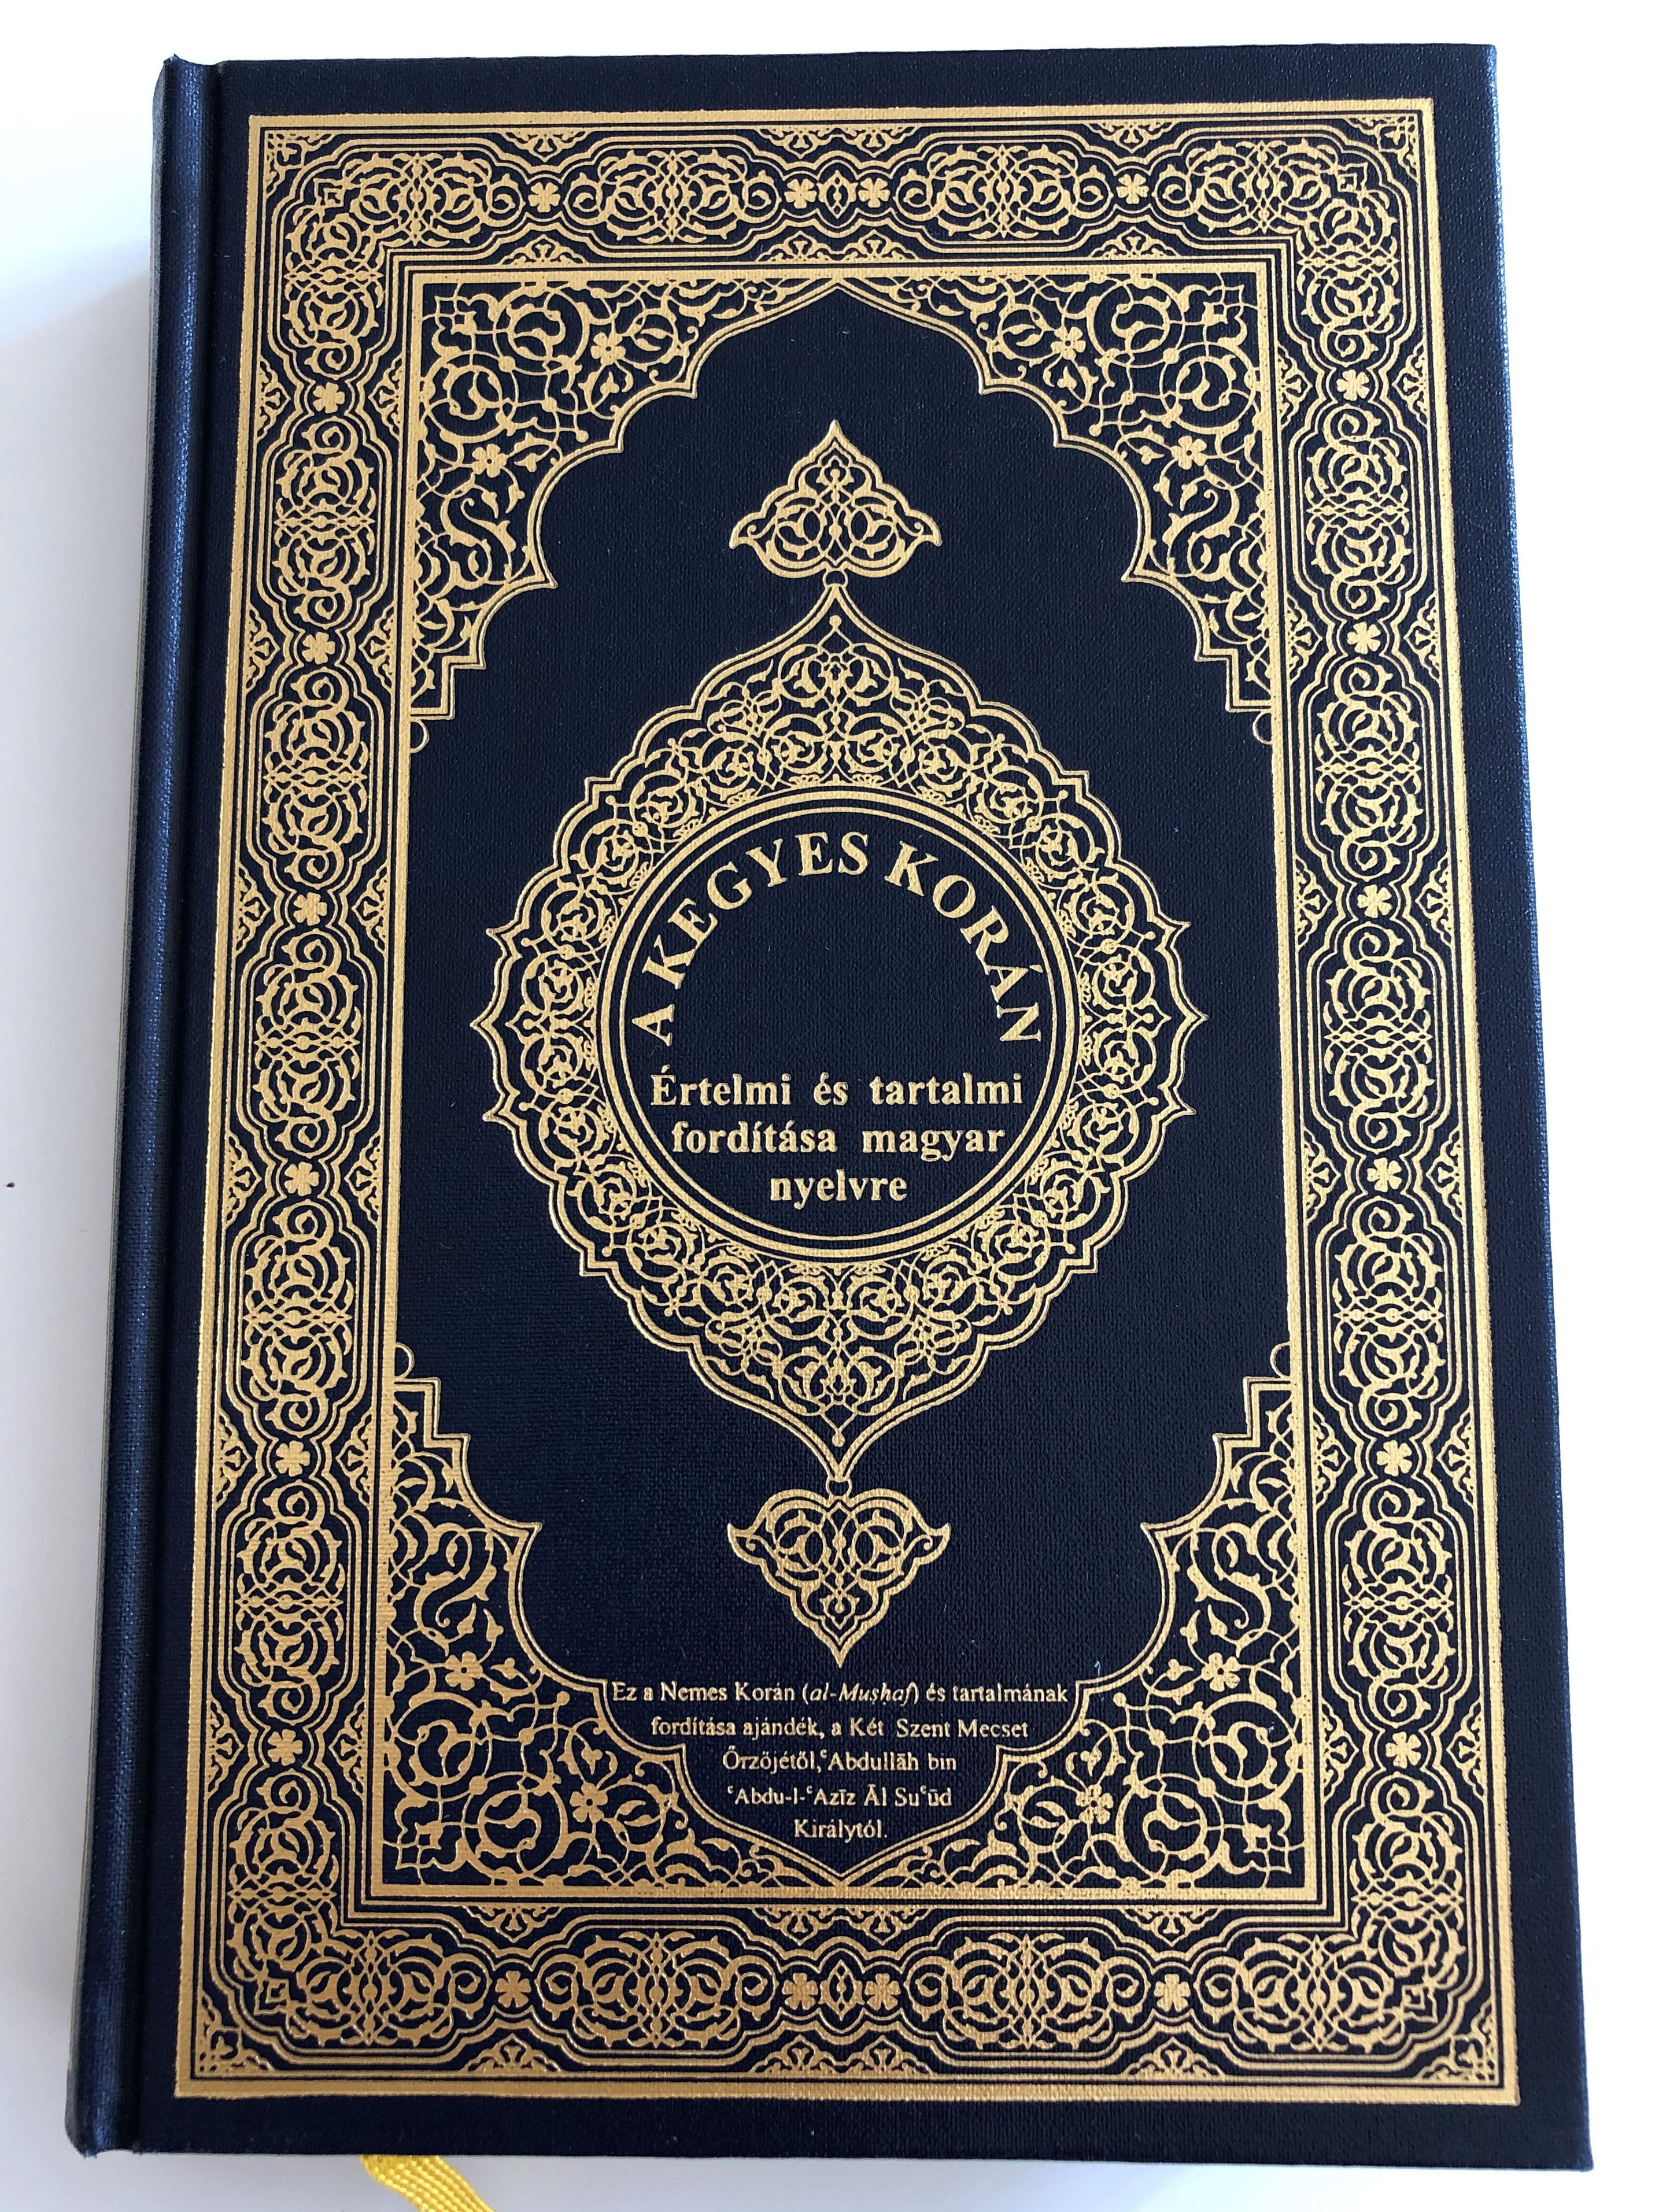 A KEGYES KORÁN
Értelmi és tartalmi
fordítása magyar
nyelvre
Ez a Nemes Korán (al-Muṣḥaf) és tartalmának
fordítása ajándék, a Két Szent Mecset
Őrzőjétől,ʿAbdullāh bin
ʿAbdu-l-ʿAzīz Āl Suʿūd
Királytól.